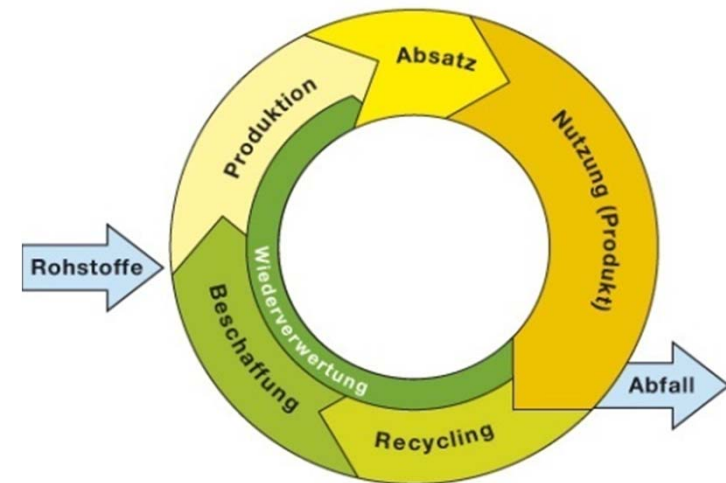 Absatz
Produktion
Nutzung (Produkt)
Rohstoffe
Wiederverwertung
Beschaffung
Abfall
Recycling